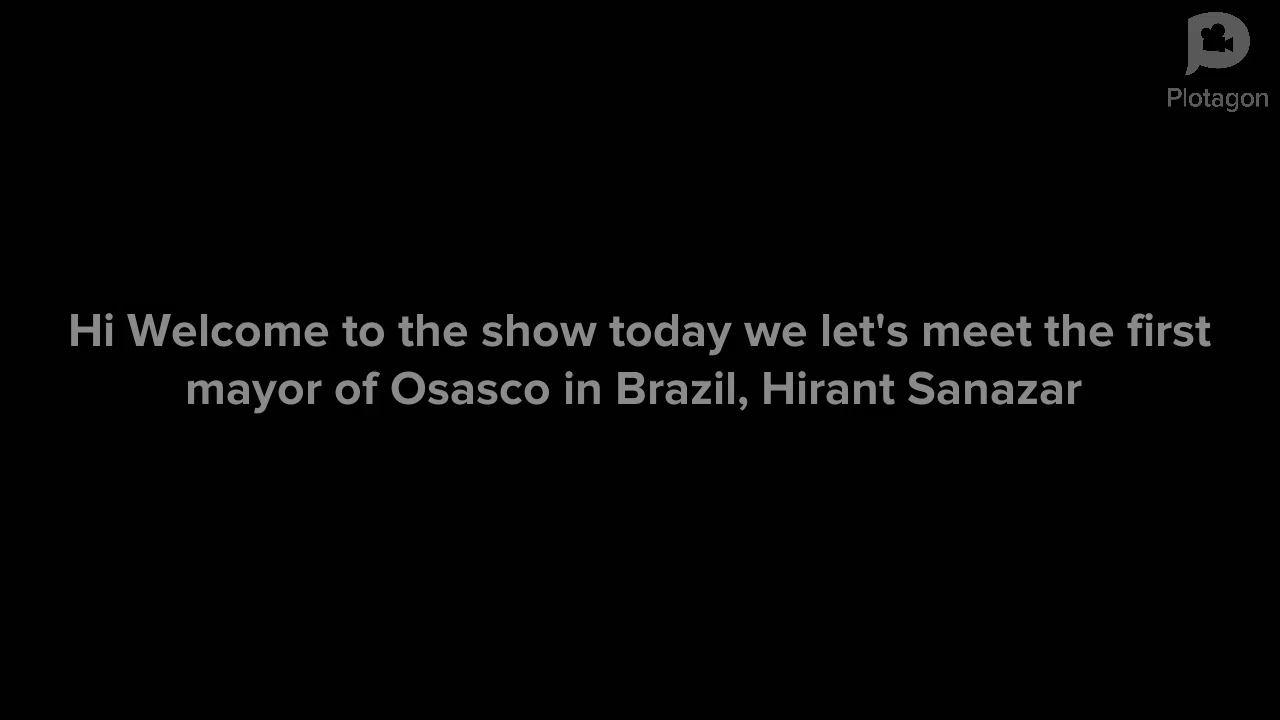 Plotagon
Hi Welcome to the show today we let's meet the first
mayor of Osasco in Brazil, Hirant Sanazar